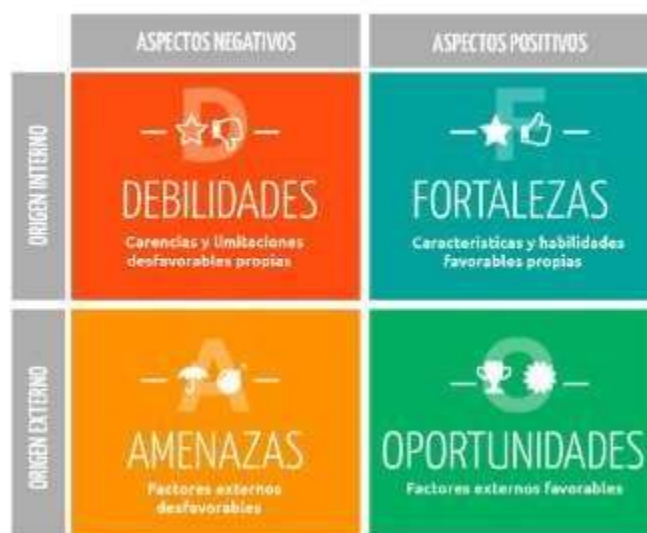 ASPECTOS NEGATIVOS
ASPECTOS POSITIVOS
ORIGEN INTERNO
D
DEBILIDADES
Carencias y limitaciones
desfavorables propias
F
FORTALEZAS
Características y habilidades
favorables propias
ORIGEN EXTERNO
A
AMENAZAS
Factores externos
desfavorables
O
OPORTUNIDADES
Factores externos favorables